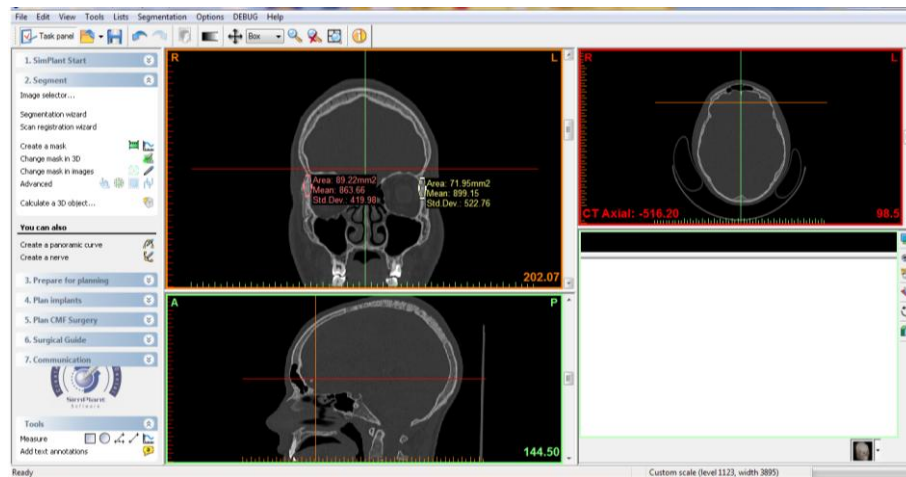 File Edit View Tools Lists Segmentation Options DEBUG Help
Task panel Box
1. SimPlant Start
2. Segment
Image selector...
Segmentation wizard
Scan registration wizard
Create a mask
Change mask in 3D
Change mask in images
Advanced
Calculate a 3D object...
You can also
Create a panoramic curve
Create a nerve
3. Prepare for planning
4. Plan implants
5. Plan CMF Surgery
6. Surgical Guide
7. Communication
SimPlant
Software
Tools
Measure
Add text annotations
Ready
R L
Area: 89.22mm2
Mean: 863.66
Std.Dev.: 419.98
Area: 71.95mm2
Mean: 899.15
Std.Dev.: 522.76
202.07
A P
144.50
R L
CT Axial: -516.20 98.5
Custom scale (level 1123, width 3895)